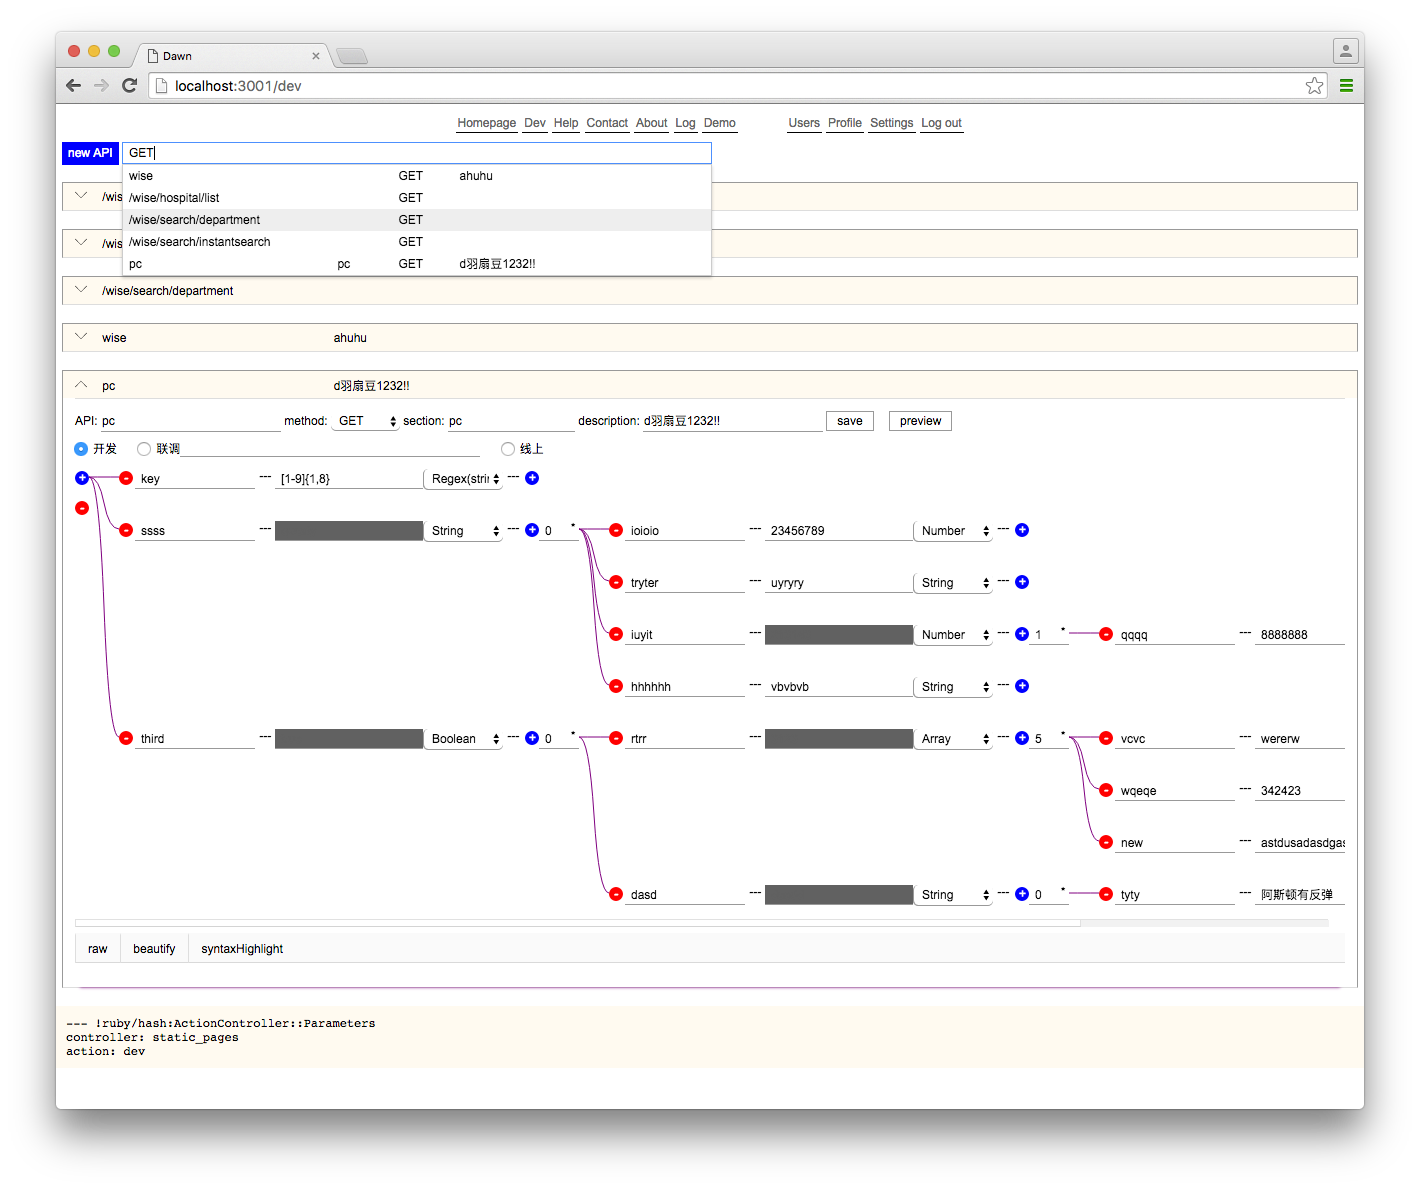 Dawn
localhost:3001/dev
Homepage Dev Help Contact About Log Demo Users Profile Settings Log out
new API GET
wise GET ahuhu
/wise/hospital/list GET
/wise/search/department GET
/wise/search/instantsearch GET
pc pc GET d羽扇豆1232!!
/wis
/wis
/wise/search/department
wise ahuhu
pc d羽扇豆1232!!
API: pc method: GET section: pc description: d羽扇豆1232!! save preview
开发 联调 线上
key --- [1-9]{1,8} Regex(strin ---
ssss --- String --- 0 * ioioio --- 23456789 Number ---
tryter --- uyryry String ---
iuyit --- Number --- 1 * qqqq --- 8888888
hhhhhh --- vbvbvb String ---
third --- Boolean --- 0 * rtrr --- Array --- 5 * vcvc --- wererw
wqeqe --- 342423
new --- astdusadasdgas
dasd --- String --- 0 * tyty --- 阿斯顿有反弹
raw beautify syntaxHighlight
--- !ruby/hash:ActionController::Parameters
controller: static_pages
action: dev